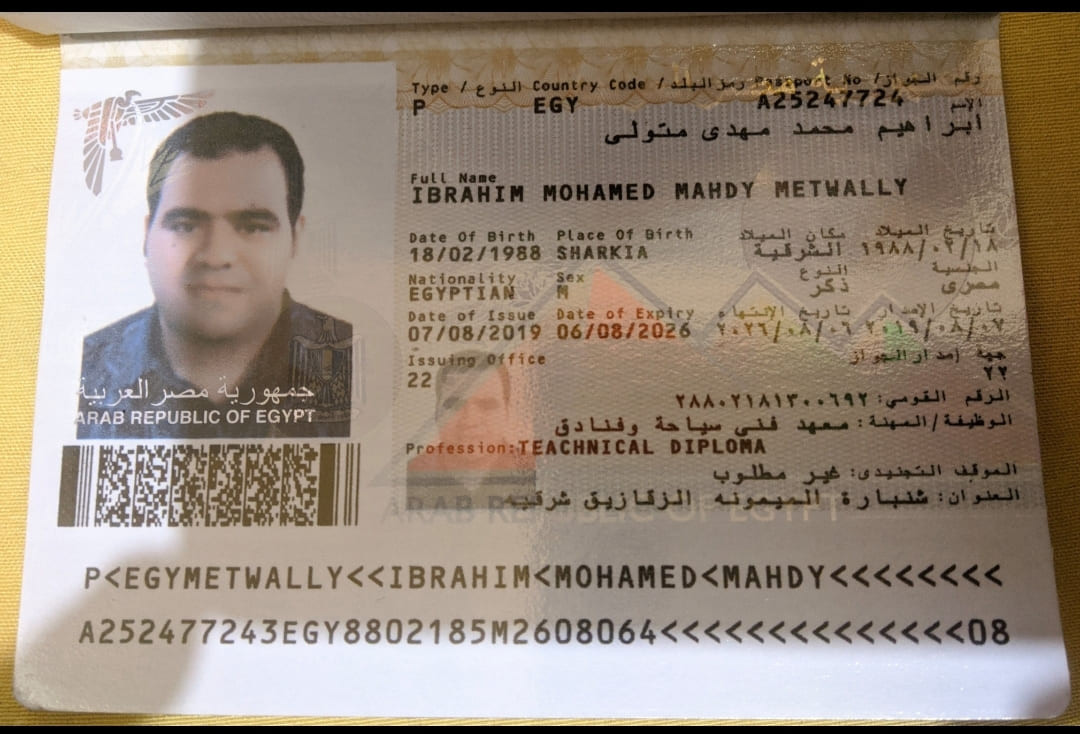 Type / النوع Country Code / رمز البلد Passport No / رقم الجواز
P EGY A25247724
الإسم
ابراهيم محمد مهدى متولى
Full Name
IBRAHIM MOHAMED MAHDY METWALLY
Date Of Birth Place Of Birth مكان الميلاد تاريخ الميلاد
18/02/1988 SHARKIA الشرقية ١٩٨٨/٠٢/١٨
Nationality Sex النوع الجنسية
EGYPTIAN M ذكر مصرى
Date of Issue Date of Expiry تاريخ الإنتهاء تاريخ الإصدار
07/08/2019 06/08/2026 ٢٠٢٦/٠٨/٠٦ ٢٠١٩/٠٨/٠٧
Issuing Office جهة إصدار الجواز
22 ٢٢
الرقم القومى: ٢٨٨٠٢١٨١٣٠٠٦٩٢
الوظيفة/المهنة: معهد فني سياحة وفنادق
Profession:TEACHNICAL DIPLOMA
الموقف التجنيدى: غير مطلوب
العنوان: شنبارة الميمونه الزقازيق شرقيه
جمهورية مصر العربية
ARAB REPUBLIC OF EGYPT
ARAB REPUBLIC OF EGYPT
P<EGYMETWALLY<<IBRAHIM<MOHAMED<MAHDY<<<<<<<<
A252477243EGY8802185M2608064<<<<<<<<<<<<<<08